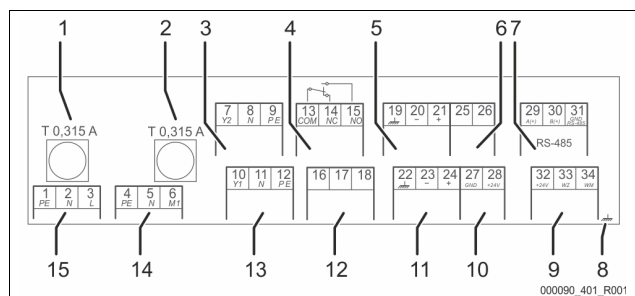 1 2 3 4 5 6 7
T 0,315 A T 0,315 A
7 8 9 13 14 15 19 20 21 25 26 29 30 31
Y2 N PE COM NC NO − + A(+) B(+) GND RS-485
RS-485
10 11 12 16 17 18 22 23 24 27 28 32 33 34
Y1 N PE − + GND +24V +24V WZ WM
1 2 3 4 5 6
PE N L PE N M1
15 14 13 12 11 10 9 8
000090_401_R001